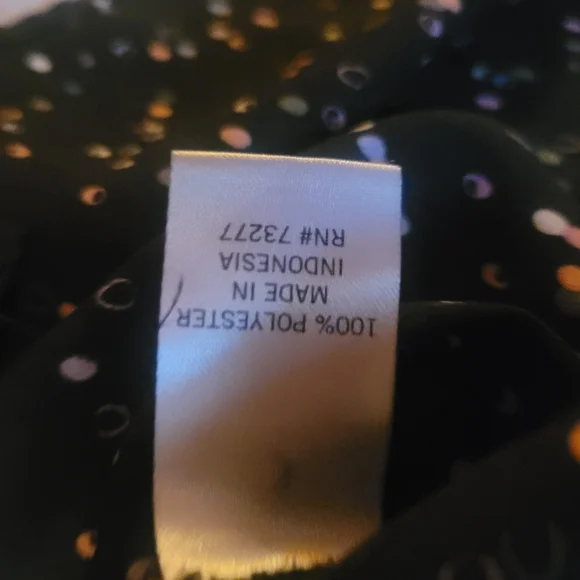 100% POLYESTER
MADE IN
INDONESIA
RN# 73277